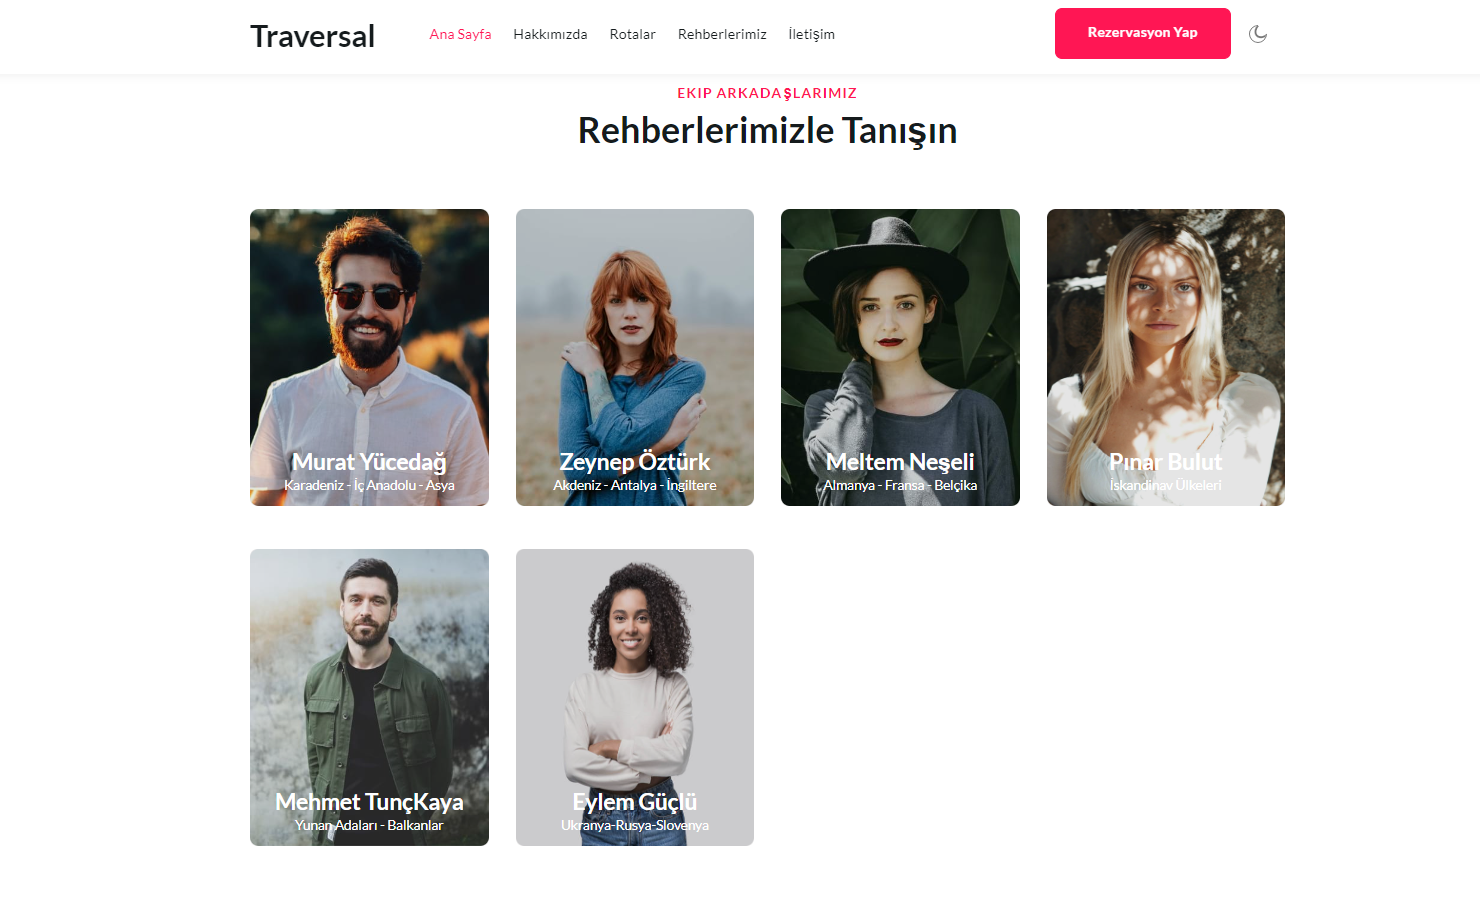 Traversal
Ana Sayfa
Hakkımızda
Rotalar
Rehberlerimiz
İletişim
Rezervasyon Yap
EKIP ARKADAŞLARIMIZ
Rehberlerimizle Tanışın
Murat Yücedağ
Karadeniz - İç Anadolu - Asya
Zeynep Öztürk
Akdeniz - Antalya - İngiltere
Meltem Neşeli
Almanya - Fransa - Belçika
Pınar Bulut
İskandinav Ülkeleri
Mehmet TunçKaya
Yunan Adaları - Balkanlar
Eylem Güçlü
Ukranya-Rusya-Slovenya